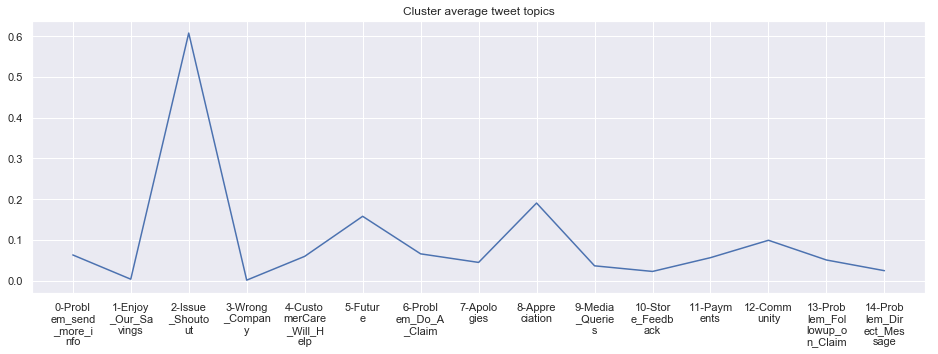 Cluster average tweet topics
0.6
0.5
0.4
0.3
0.2
0.1
0.0
0-Probl
em_send
_more_i
nfo
1-Enjoy
_Our_Sa
vings
2-Issue
_Shouto
ut
3-Wrong
_Compan
y
4-Custo
merCare
_Will_H
elp
5-Futur
e
6-Probl
em_Do_A
_Claim
7-Apolo
gies
8-Appre
ciation
9-Media
_Querie
s
10-Stor
e_Feedb
ack
11-Paym
ents
12-Comm
unity
13-Prob
lem_Fol
lowup_o
n_Claim
14-Prob
lem_Dir
ect_Mes
sage